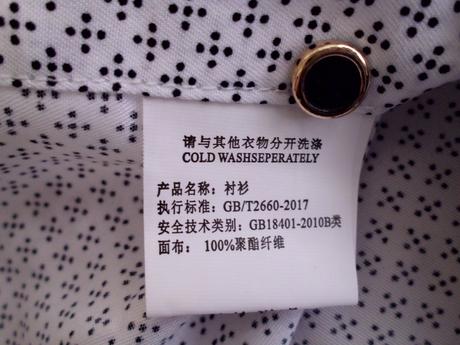 请与其他衣物分开洗涤
COLD WASHSEPERATELY
产品名称：衬衫
执行标准：GB/T2660-2017
安全技术类别：GB18401-2010B类
面布：100%聚酯纤维